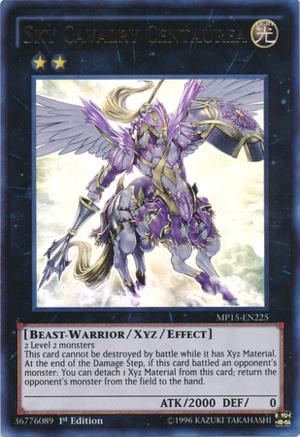 SKY CAVALRY CENTAUREA
光
MP15-EN225
[BEAST-WARRIOR/XYZ/EFFECT]
2 Level 2 monsters
This card cannot be destroyed by battle while it has Xyz Material.
At the end of the Damage Step, if this card battled an opponent's
monster: You can detach 1 Xyz Material from this card; return the
opponent's monster from the field to the hand.
ATK/2000 DEF/ 0
36776089 1st Edition ©1996 KAZUKI TAKAHASHI